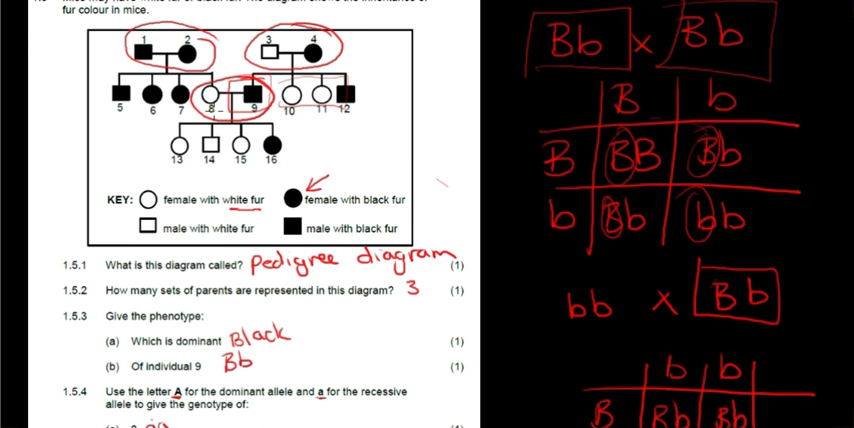 fur colour in mice.
1 2 3 4
5 6 7 8 9 10 11 12
13 14 15 16
KEY: female with white fur female with black fur
male with white fur male with black fur
1.5.1 What is this diagram called? Pedigree diagram (1)
1.5.2 How many sets of parents are represented in this diagram? 3 (1)
1.5.3 Give the phenotype:
(a) Which is dominant Black (1)
(b) Of individual 9 Bb (1)
1.5.4 Use the letter A for the dominant allele and a for the recessive
allele to give the genotype of:
Bb x Bb
B b
B BB Bb
b Bb bb
bb x Bb
b b
B Bb Bb